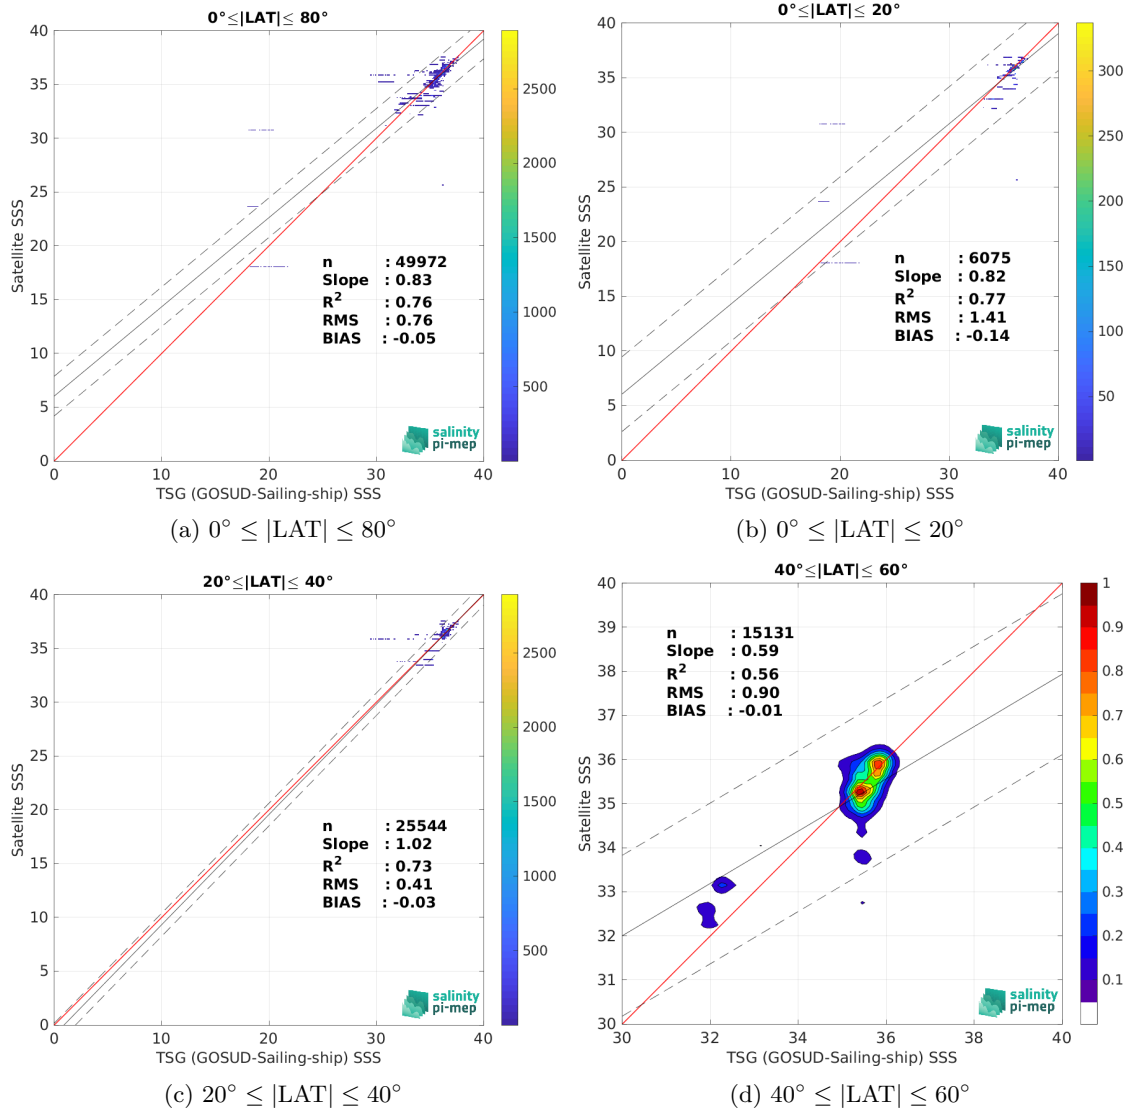 0°≤|LAT|≤ 80°
40
35
30
25
20
15
10
5
0
Satellite SSS
n : 49972
Slope : 0.83
R2 : 0.76
RMS : 0.76
BIAS : -0.05
salinity
pi-mep
0 10 20 30 40
TSG (GOSUD-Sailing-ship) SSS
2500
2000
1500
1000
500
(a) 0° ≤ |LAT| ≤ 80°
0°≤|LAT|≤ 20°
40
35
30
25
20
15
10
5
0
Satellite SSS
n : 6075
Slope : 0.82
R2 : 0.77
RMS : 1.41
BIAS : -0.14
salinity
pi-mep
0 10 20 30 40
TSG (GOSUD-Sailing-ship) SSS
300
250
200
150
100
50
(b) 0° ≤ |LAT| ≤ 20°
20°≤|LAT|≤ 40°
40
35
30
25
20
15
10
5
0
Satellite SSS
n : 25544
Slope : 1.02
R2 : 0.73
RMS : 0.41
BIAS : -0.03
salinity
pi-mep
0 10 20 30 40
TSG (GOSUD-Sailing-ship) SSS
2500
2000
1500
1000
500
(c) 20° ≤ |LAT| ≤ 40°
40°≤|LAT|≤ 60°
40
39
38
37
36
35
34
33
32
31
30
Satellite SSS
n : 15131
Slope : 0.59
R2 : 0.56
RMS : 0.90
BIAS : -0.01
salinity
pi-mep
30 32 34 36 38 40
TSG (GOSUD-Sailing-ship) SSS
1
0.9
0.8
0.7
0.6
0.5
0.4
0.3
0.2
0.1
(d) 40° ≤ |LAT| ≤ 60°